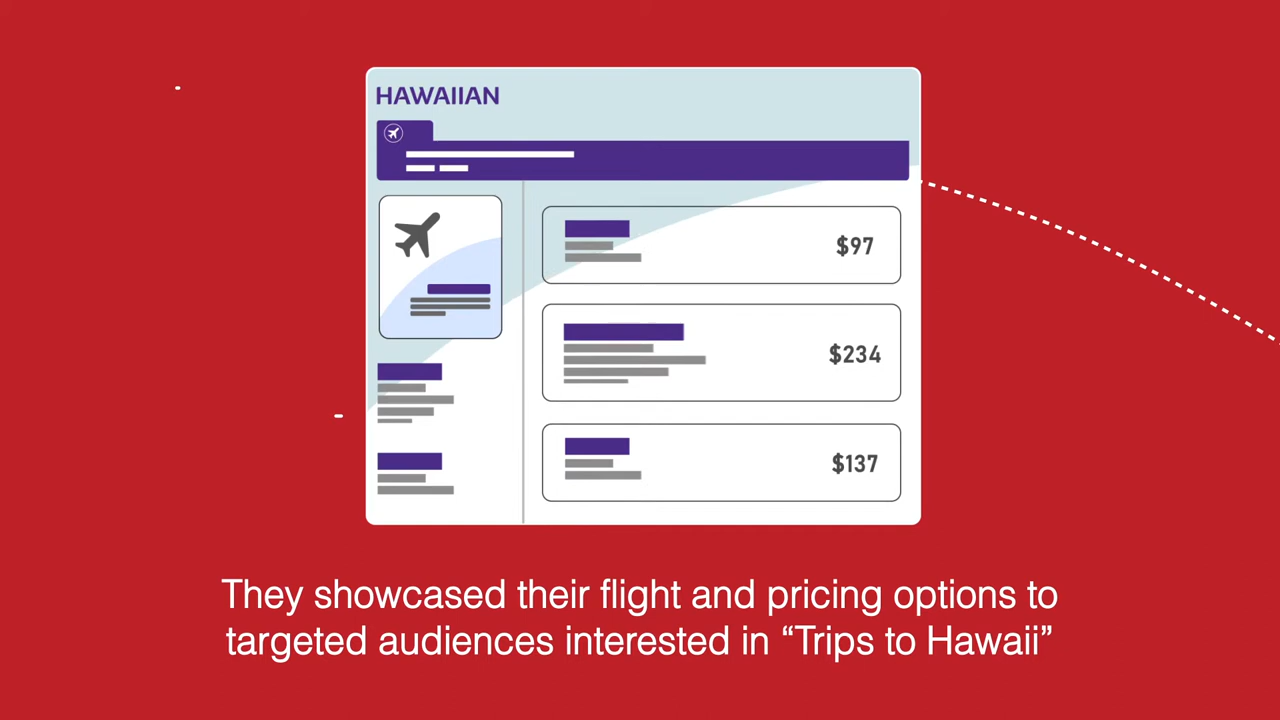 HAWAIIAN
$97
$234
$137
They showcased their flight and pricing options to
targeted audiences interested in “Trips to Hawaii”